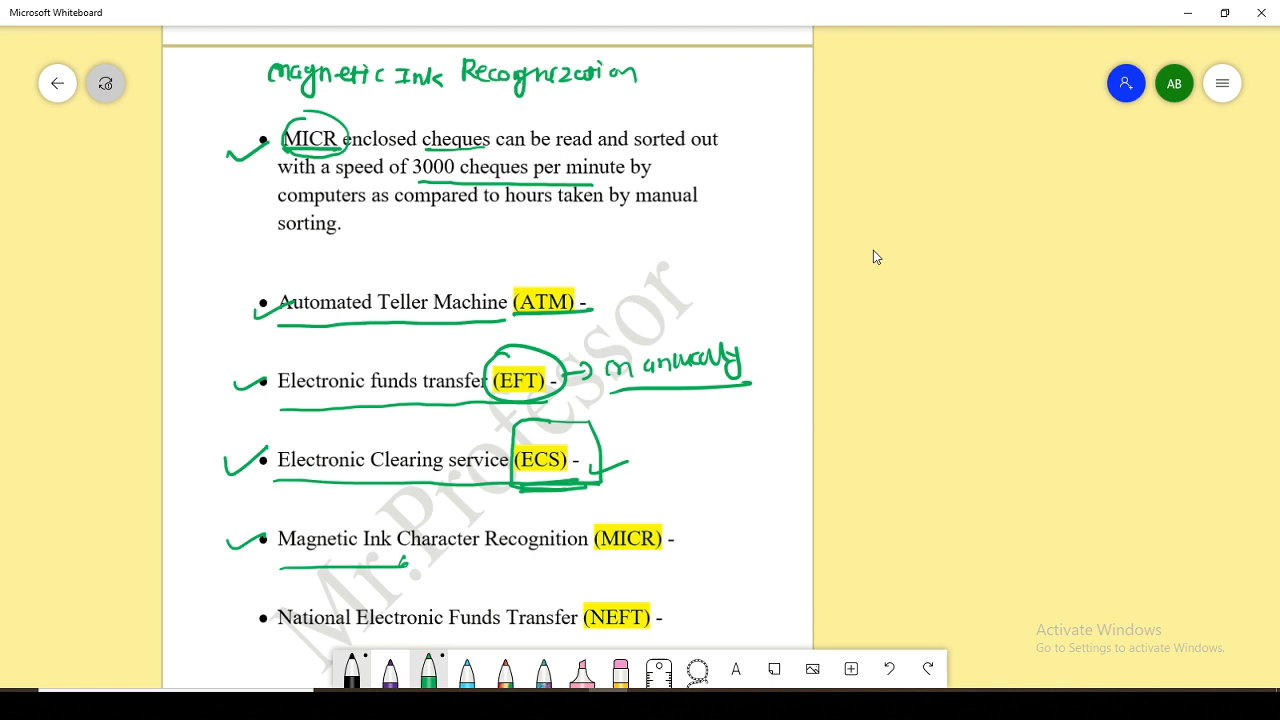 Microsoft Whiteboard
Magnetic Ink Recognization
AB
• MICR enclosed cheques can be read and sorted out
with a speed of 3000 cheques per minute by
computers as compared to hours taken by manual
sorting.
• Automated Teller Machine (ATM) -
• Electronic funds transfer (EFT) - → manually
• Electronic Clearing service (ECS) -
• Magnetic Ink Character Recognition (MICR) -
• National Electronic Funds Transfer (NEFT) -
Mr.Professor
Activate Windows
Go to Settings to activate Windows.
A